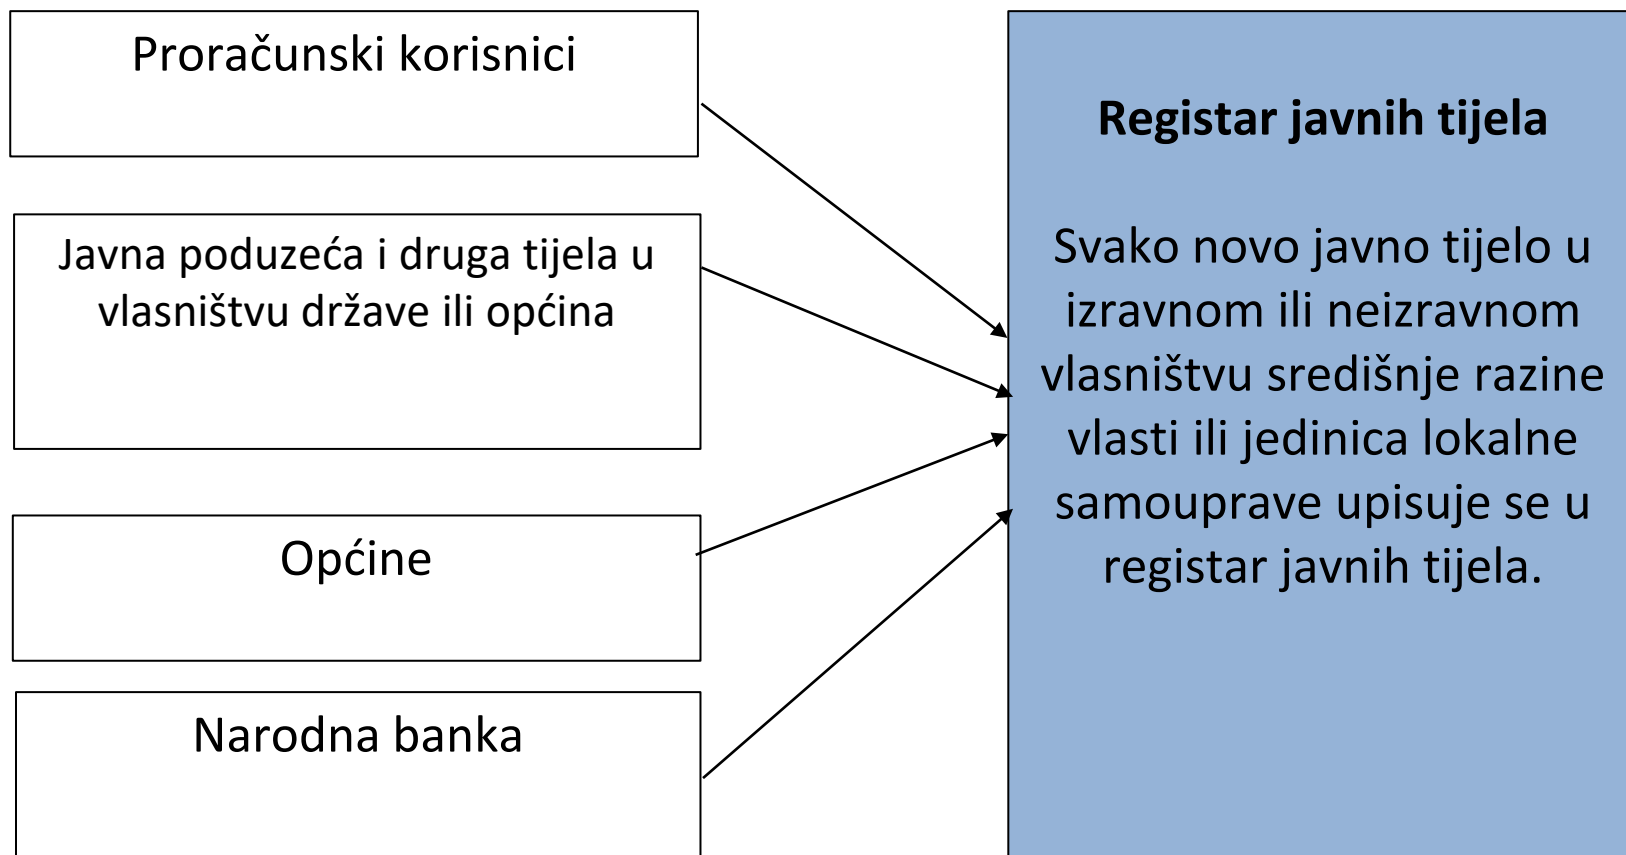 Proračunski korisnici
Javna poduzeća i druga tijela u
vlasništvu države ili općina
Općine
Narodna banka
Registar javnih tijela
Svako novo javno tijelo u
izravnom ili neizravnom
vlasništvu središnje razine
vlasti ili jedinica lokalne
samouprave upisuje se u
registar javnih tijela.